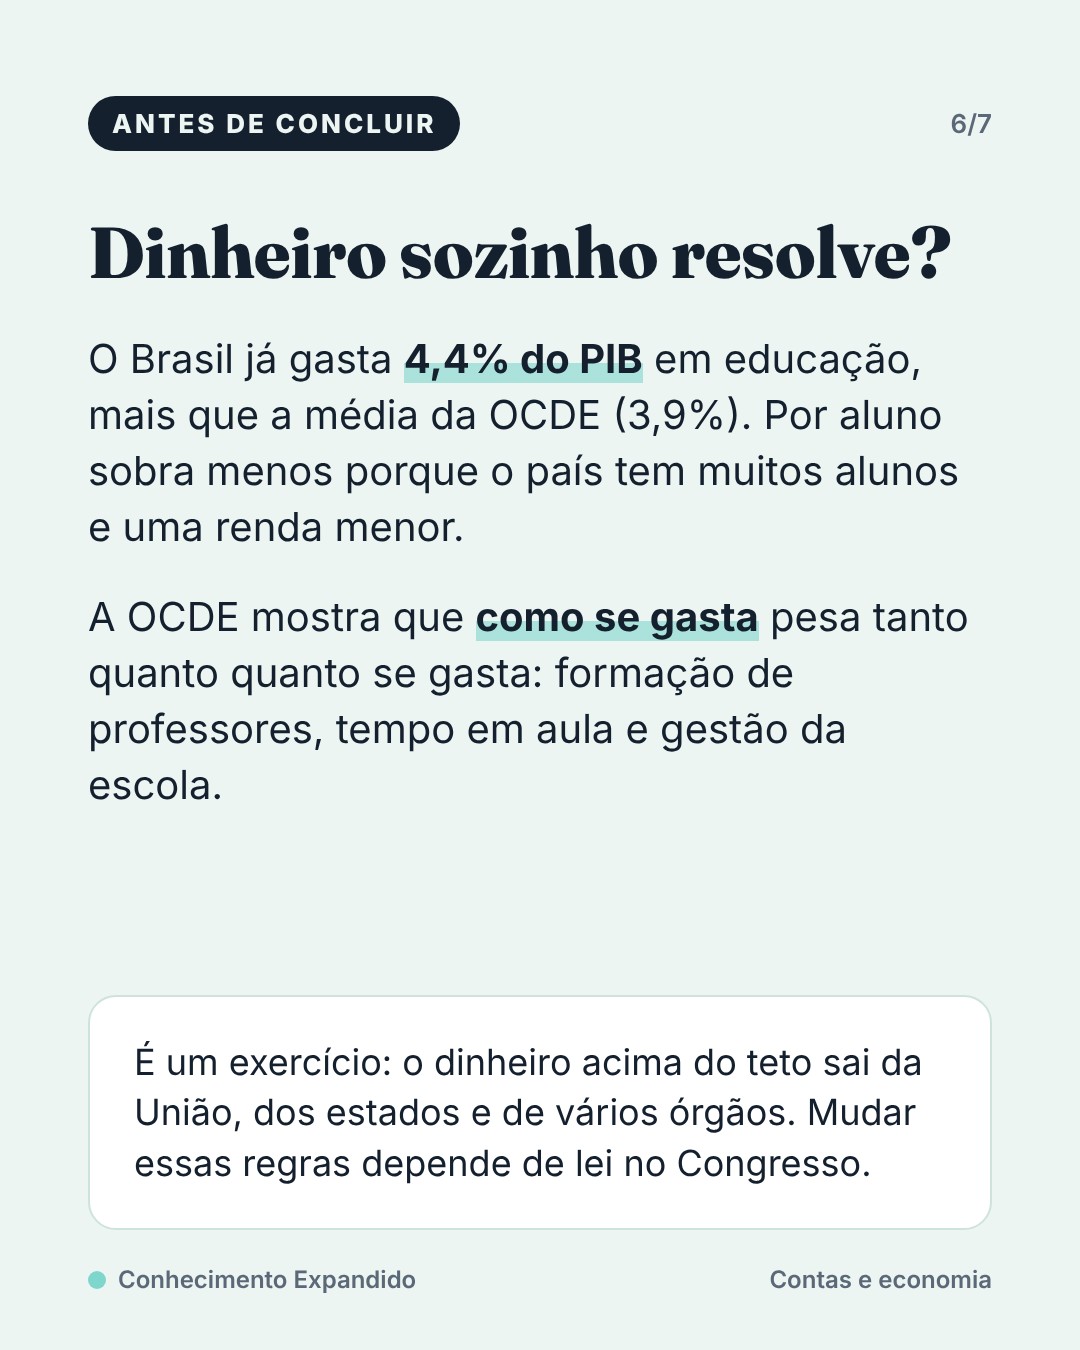 ANTES DE CONCLUIR
6/7
Dinheiro sozinho resolve?
O Brasil já gasta 4,4% do PIB em educação,
mais que a média da OCDE (3,9%). Por aluno
sobra menos porque o país tem muitos alunos
e uma renda menor.
A OCDE mostra que como se gasta pesa tanto
quanto quanto se gasta: formação de
professores, tempo em aula e gestão da
escola.
É um exercício: o dinheiro acima do teto sai da
União, dos estados e de vários órgãos. Mudar
essas regras depende de lei no Congresso.
Conhecimento Expandido
Contas e economia